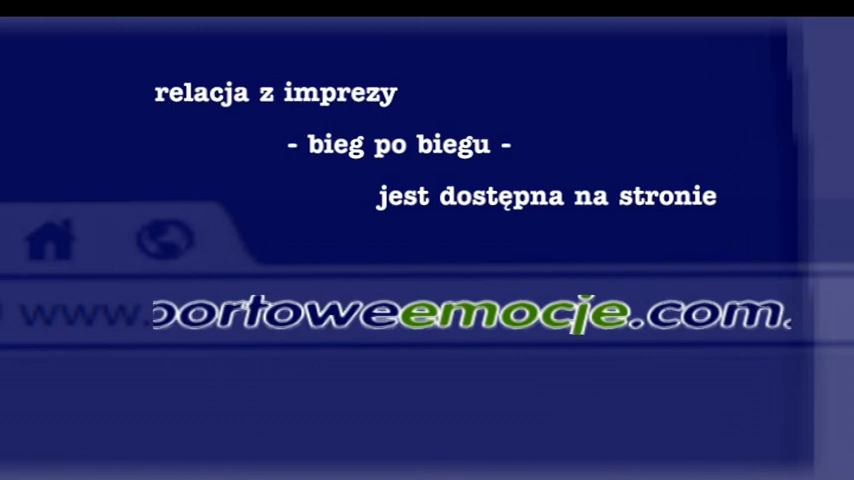 relacja z imprezy
- bieg po biegu -
jest dostępna na stronie
www.portoweemocje.com.